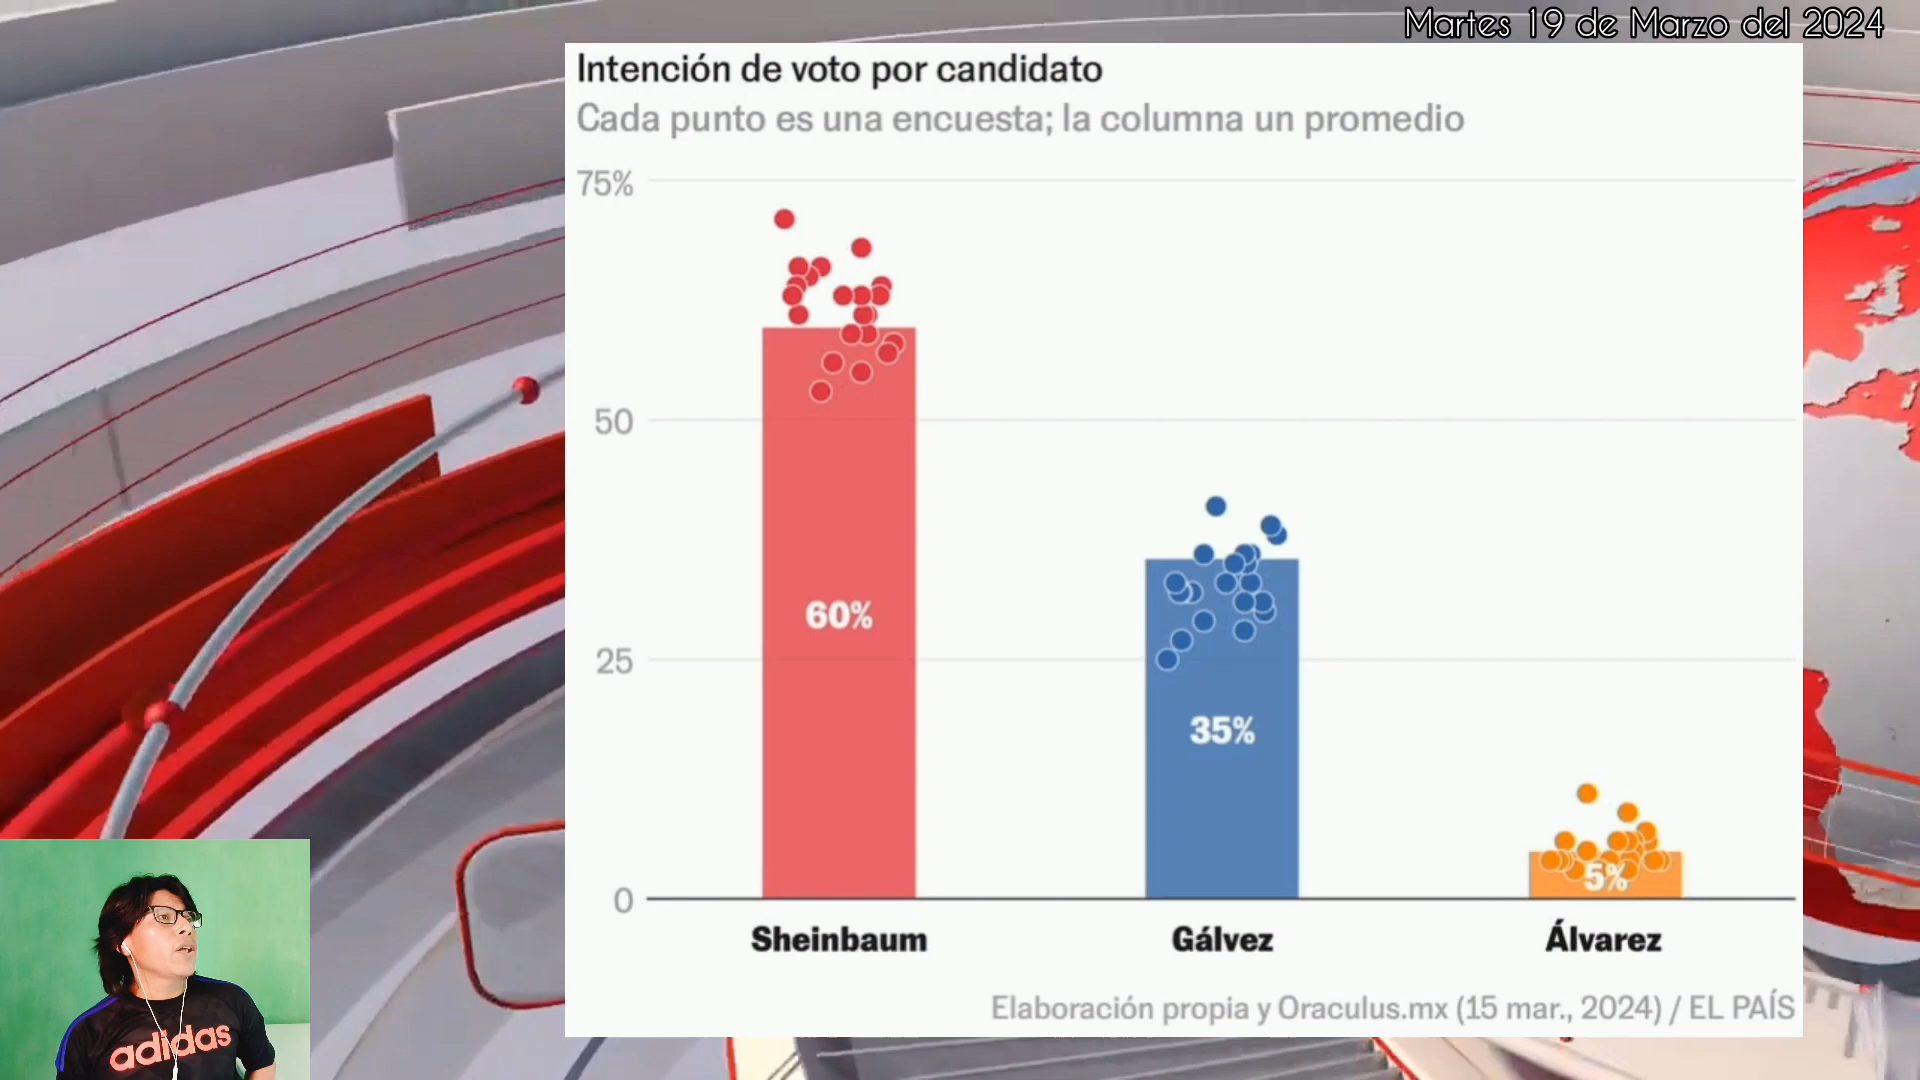 Martes 19 de Marzo del 2024
Intención de voto por candidato
Cada punto es una encuesta; la columna un promedio
75%
50
25
0
60%
35%
5%
Sheinbaum
Gálvez
Álvarez
Elaboración propia y Oraculus.mx (15 mar., 2024) / EL PAÍS
adidas